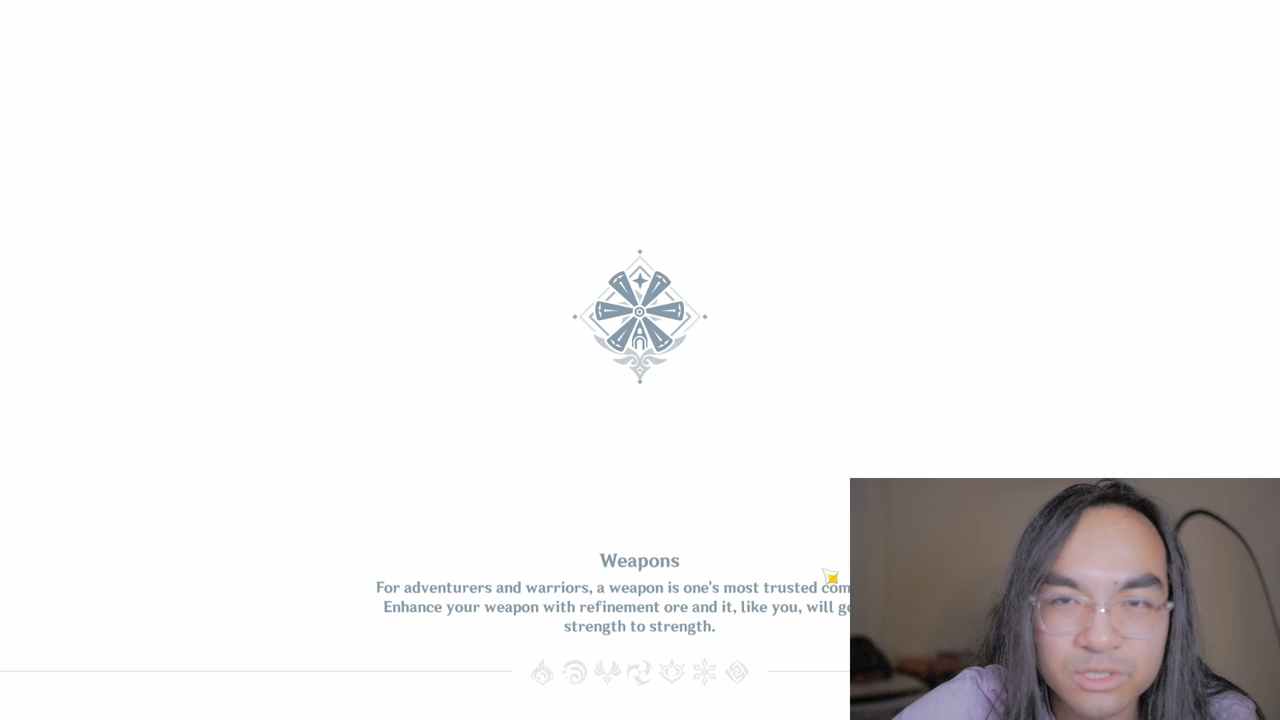 Weapons
For adventurers and warriors, a weapon is one's most trusted
Enhance your weapon with refinement ore and it, like you, will
strength to strength.